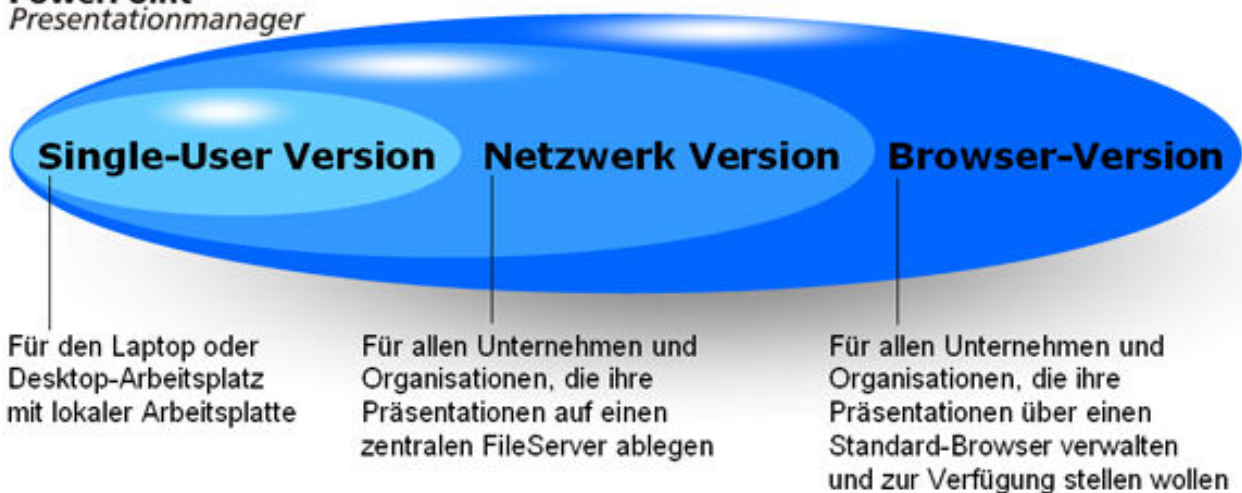 PowerPoint
Presentationmanager
Single-User Version
Netzwerk Version
Browser-Version
Für den Laptop oder
Desktop-Arbeitsplatz
mit lokaler Arbeitsplatte
Für allen Unternehmen und
Organisationen, die ihre
Präsentationen auf einen
zentralen FileServer ablegen
Für allen Unternehmen und
Organisationen, die ihre
Präsentationen über einen
Standard-Browser verwalten
und zur Verfügung stellen wollen